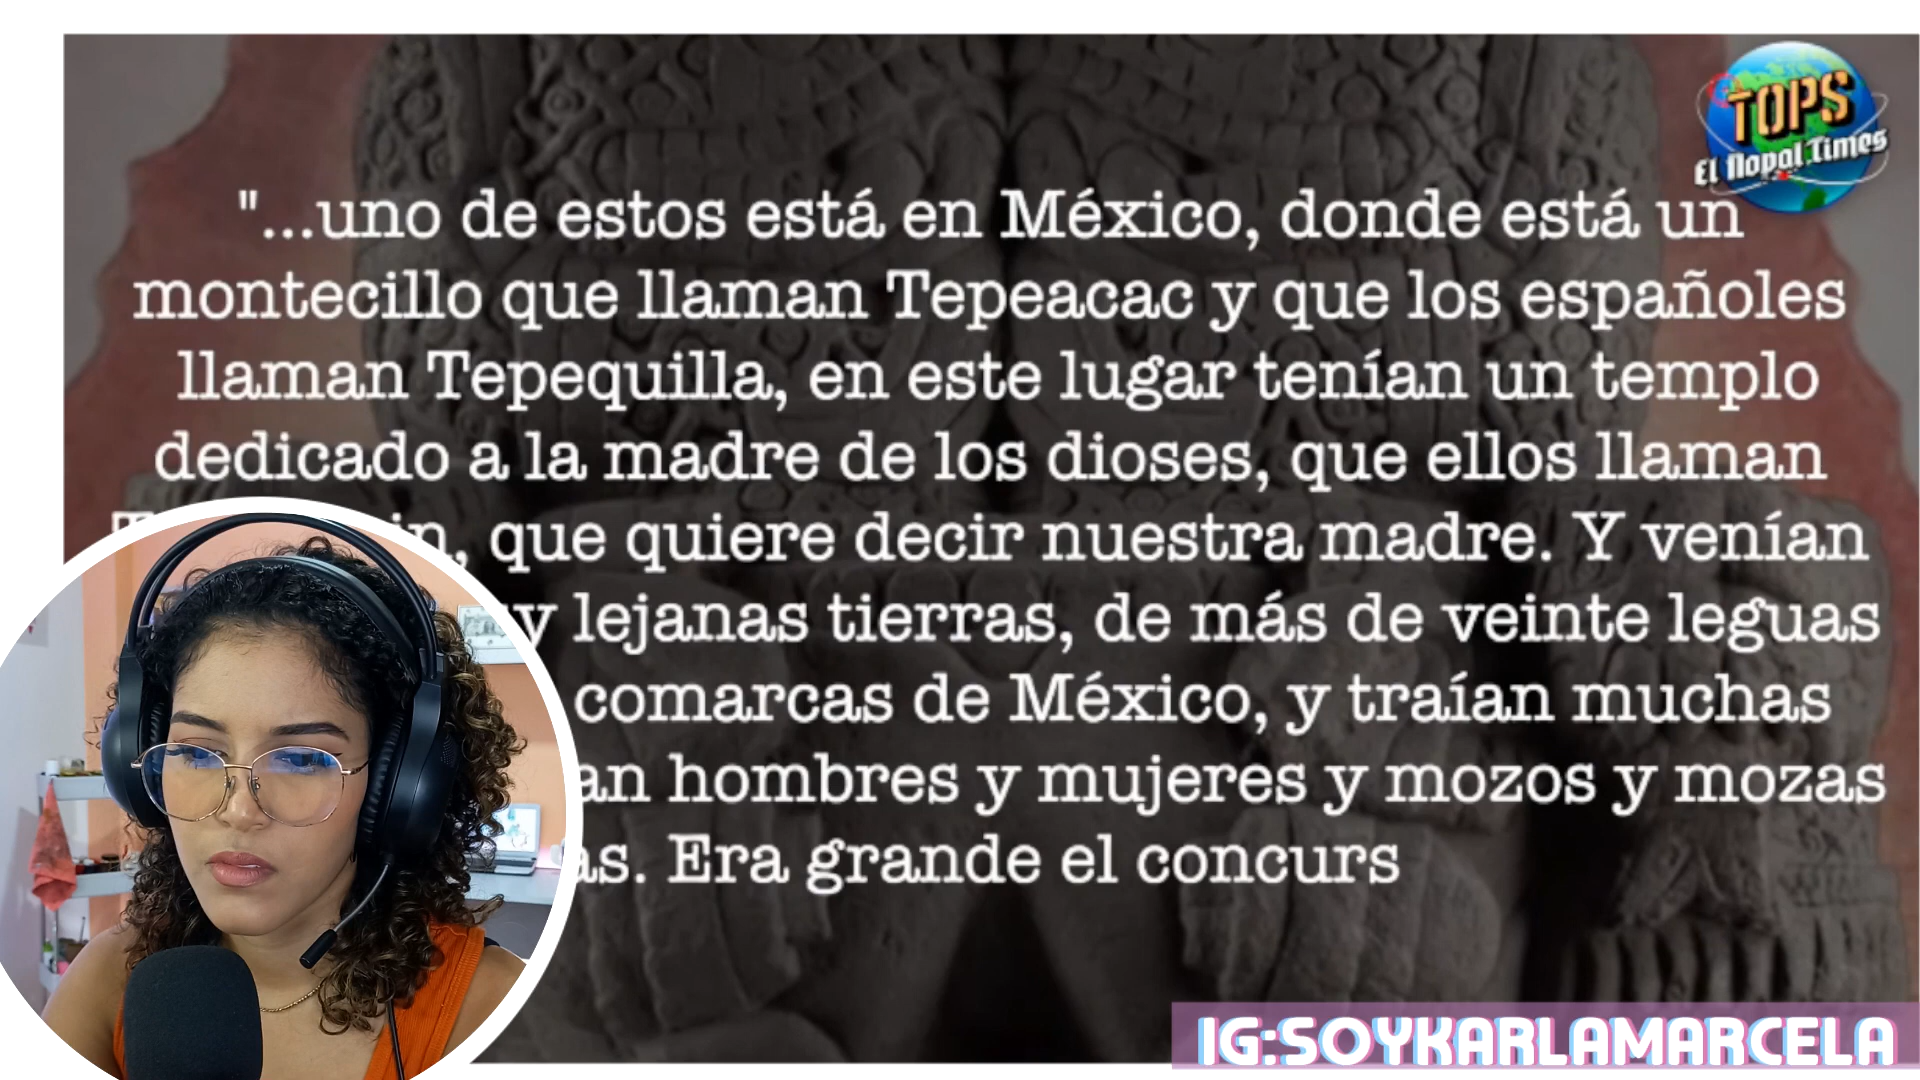 TOPS
El Nopal Times
"...uno de estos está en México, donde está un
montecillo que llaman Tepeacac y que los españoles
llaman Tepequilla, en este lugar tenían un templo
dedicado a la madre de los dioses, que ellos llaman
que quiere decir nuestra madre. Y venían
lejanas tierras, de más de veinte leguas
comarcas de México, y traían muchas
hombres y mujeres y mozos y mozas
Era grande el concurs
IG:SOYKARLAMARCELA